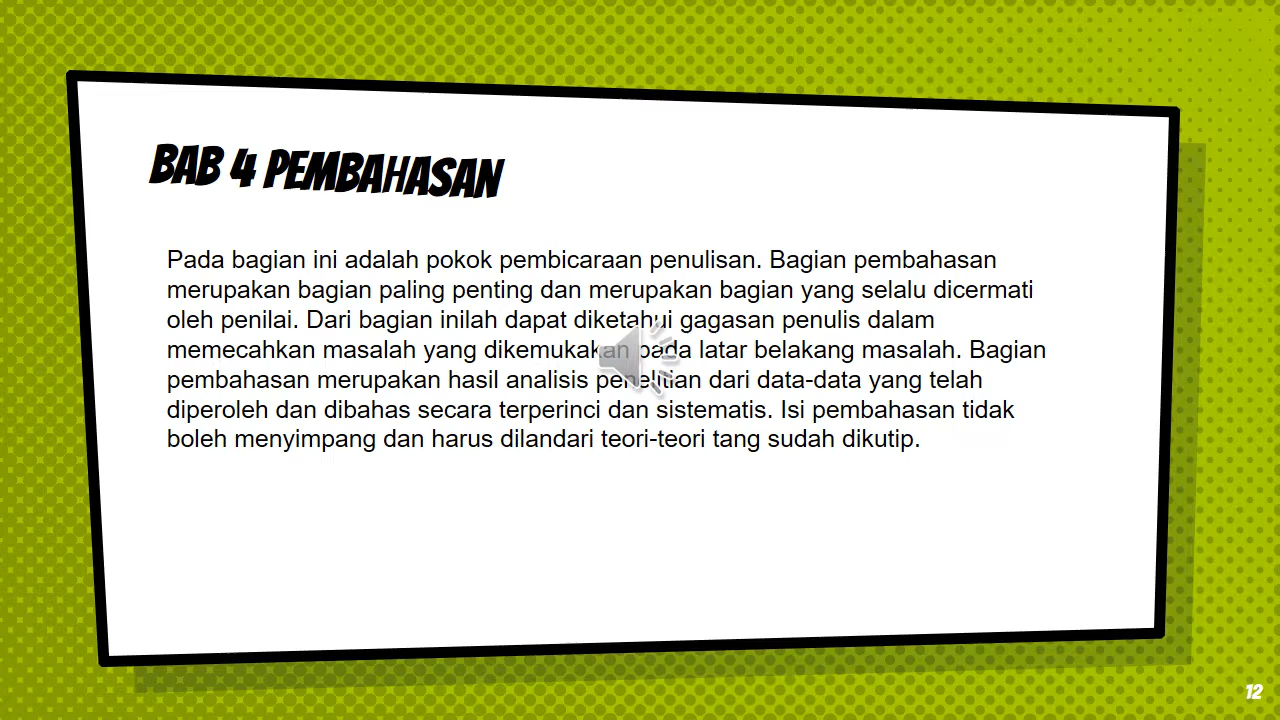 BAB 4 PEMBAHASAN
Pada bagian ini adalah pokok pembicaraan penulisan. Bagian pembahasan
merupakan bagian paling penting dan merupakan bagian yang selalu dicermati
oleh penilai. Dari bagian inilah dapat diketahui gagasan penulis dalam
memecahkan masalah yang dikemukakan pada latar belakang masalah. Bagian
pembahasan merupakan hasil analisis penelitian dari data-data yang telah
diperoleh dan dibahas secara terperinci dan sistematis. Isi pembahasan tidak
boleh menyimpang dan harus dilandari teori-teori tang sudah dikutip.
12